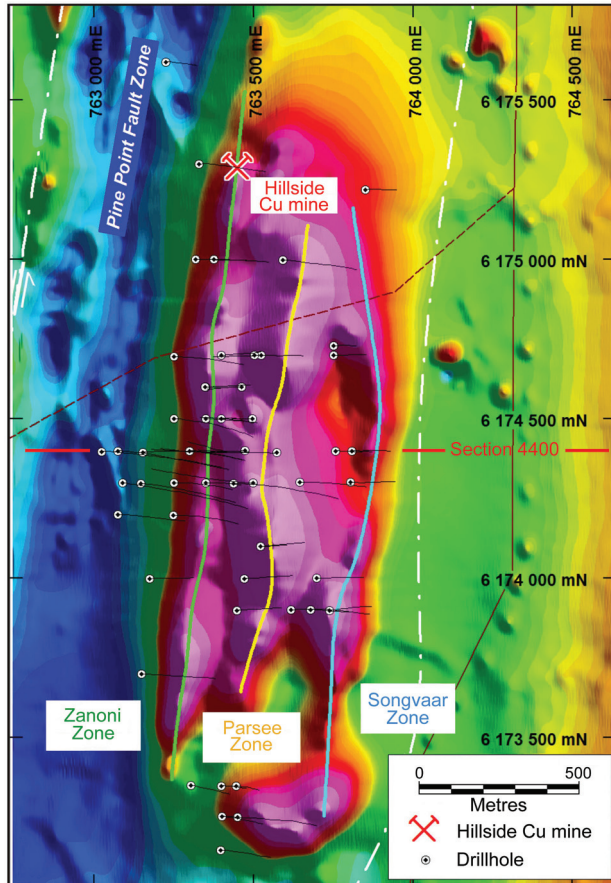 763 000 mE
763 500 mE
764 000 mE
764 500 mE
Pine Point Fault Zone
6 175 500 mN
Hillside
Cu mine
6 175 000 mN
6 174 500 mN
Section 4400
6 174 000 mN
Zanoni
Zone
Parsee
Zone
Songvaar
Zone
6 173 500 mN
0
500
Metres
Hillside Cu mine
Drillhole